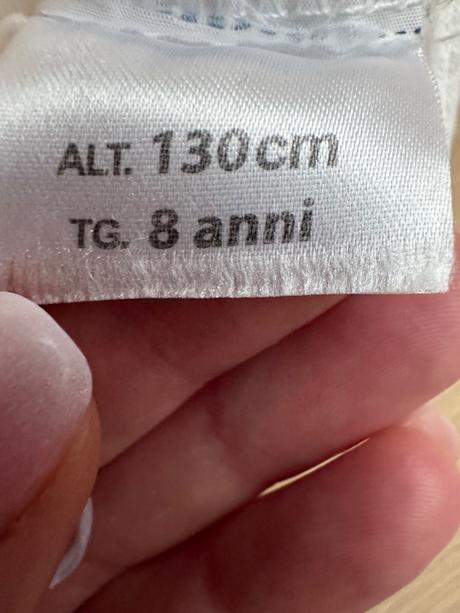 ALT. 130cm
TG. 8 anni